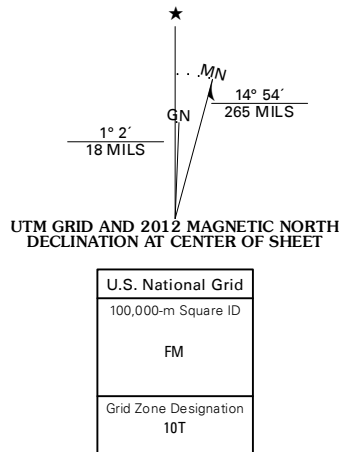 ★
MN
GN
14° 54´
265 MILS
1° 2´
18 MILS
UTM GRID AND 2012 MAGNETIC NORTH
DECLINATION AT CENTER OF SHEET
U.S. National Grid
100,000-m Square ID
FM
Grid Zone Designation
10T